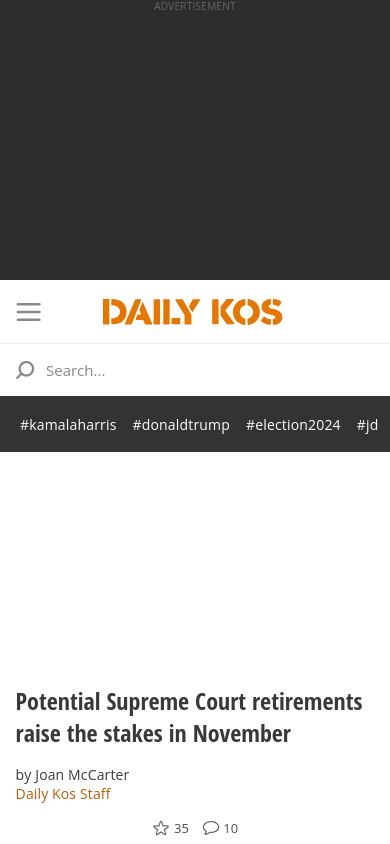 ADVERTISEMENT
DAILY KOS
Search...
#kamalaharris #donaldtrump #election2024 #jd
Potential Supreme Court retirements
raise the stakes in November
by Joan McCarter
Daily Kos Staff
35 10